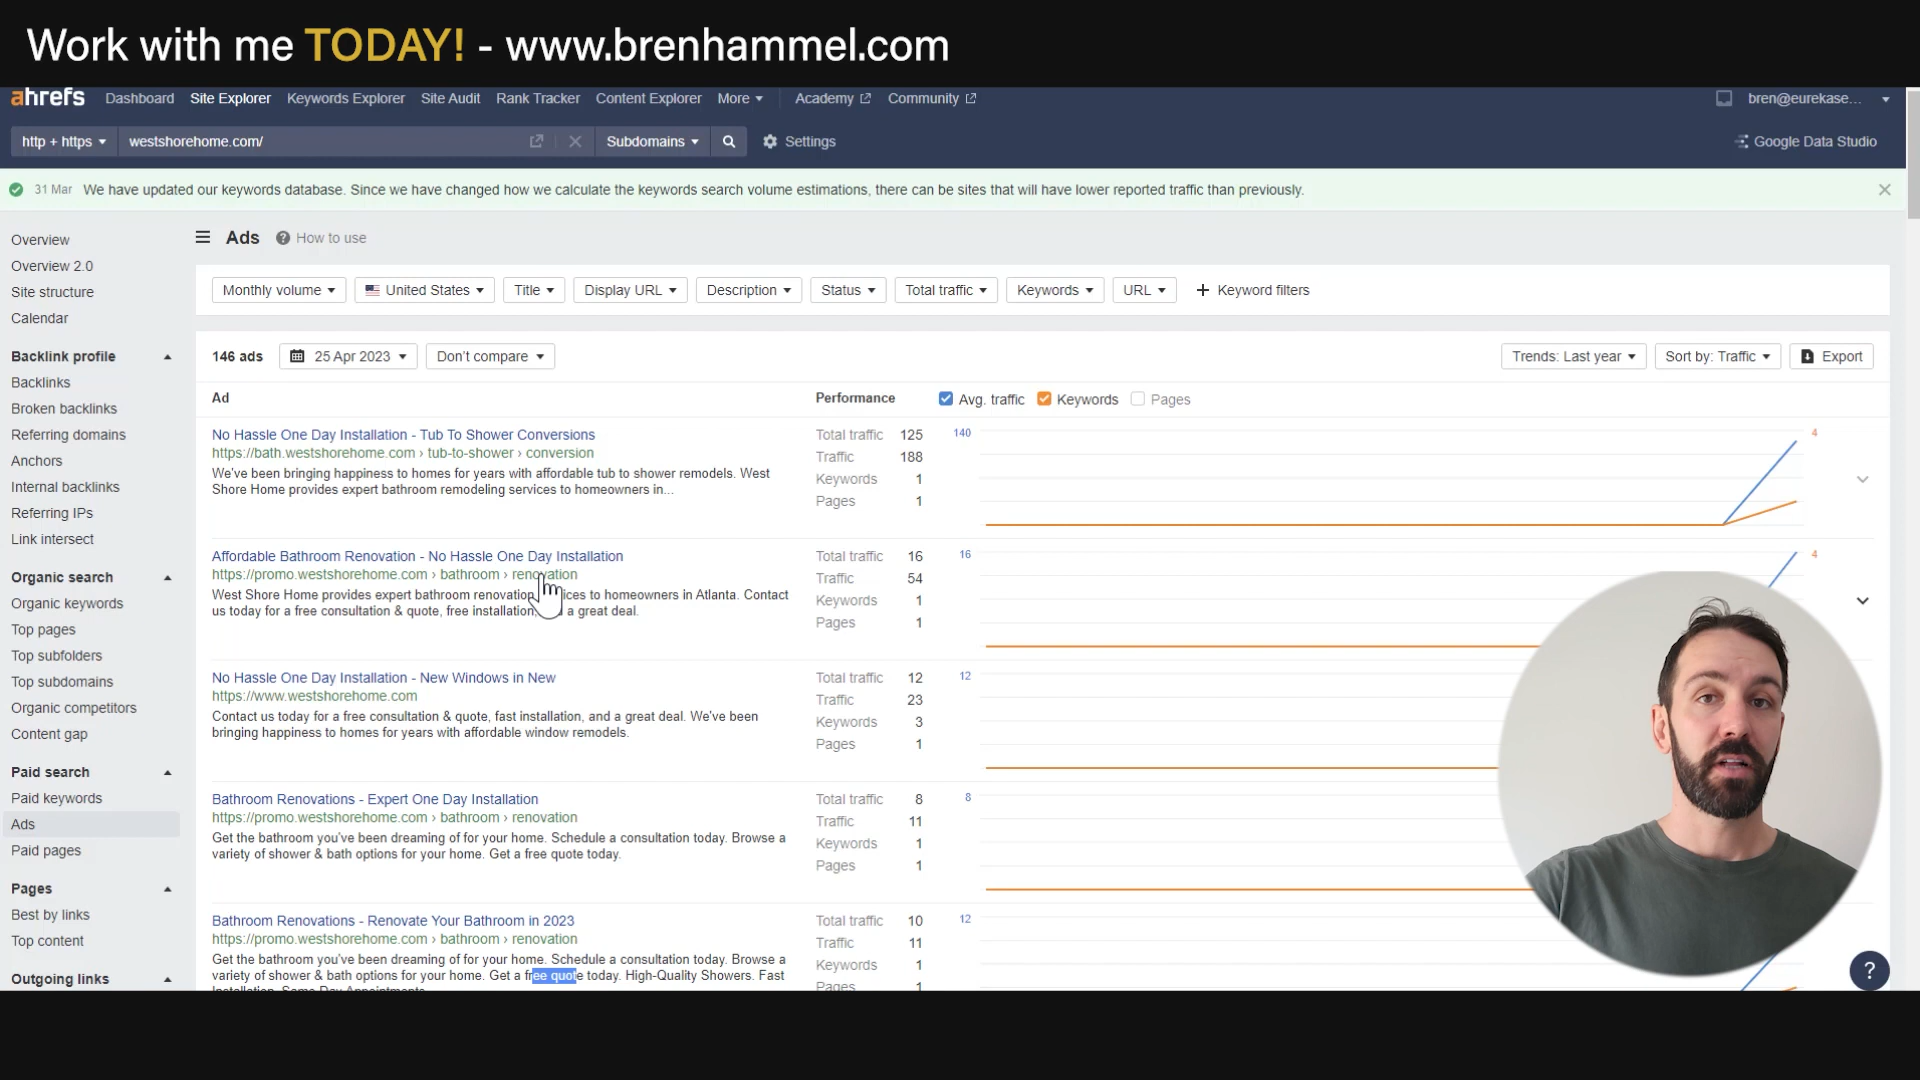 Work with me TODAY! - www.brenhammel.com
ahrefs Dashboard Site Explorer Keywords Explorer Site Audit Rank Tracker Content Explorer More Academy Community bren@eurekase...
http + https westshorehome.com/ Subdomains Settings Google Data Studio
31 Mar We have updated our keywords database. Since we have changed how we calculate the keywords search volume estimations, there can be sites that will have lower reported traffic than previously.
Overview
Overview 2.0
Site structure
Calendar
Backlink profile
Backlinks
Broken backlinks
Referring domains
Anchors
Internal backlinks
Referring IPs
Link intersect
Organic search
Organic keywords
Top pages
Top subfolders
Top subdomains
Organic competitors
Content gap
Paid search
Paid keywords
Ads
Paid pages
Pages
Best by links
Top content
Outgoing links
Ads ? How to use
Monthly volume United States Title Display URL Description Status Total traffic Keywords URL + Keyword filters
146 ads 25 Apr 2023 Don't compare Trends: Last year Sort by: Traffic Export
Ad Performance Avg. traffic Keywords Pages
No Hassle One Day Installation - Tub To Shower Conversions
https://bath.westshorehome.com › tub-to-shower › conversion
We've been bringing happiness to homes for years with affordable tub to shower remodels. West
Shore Home provides expert bathroom remodeling services to homeowners in...
Total traffic 125
Traffic 188
Keywords 1
Pages 1
140
4
Affordable Bathroom Renovation - No Hassle One Day Installation
https://promo.westshorehome.com › bathroom › renovation
West Shore Home provides expert bathroom renovation ices to homeowners in Atlanta. Contact
us today for a free consultation & quote, free installation, a great deal.
Total traffic 16
Traffic 54
Keywords 1
Pages 1
16
4
No Hassle One Day Installation - New Windows in New
https://www.westshorehome.com
Contact us today for a free consultation & quote, fast installation, and a great deal. We've been
bringing happiness to homes for years with affordable window remodels.
Total traffic 12
Traffic 23
Keywords 3
Pages 1
12
Bathroom Renovations - Expert One Day Installation
https://promo.westshorehome.com › bathroom › renovation
Get the bathroom you've been dreaming of for your home. Schedule a consultation today. Browse a
variety of shower & bath options for your home. Get a free quote today.
Total traffic 8
Traffic 11
Keywords 1
Pages 1
8
Bathroom Renovations - Renovate Your Bathroom in 2023
https://promo.westshorehome.com › bathroom › renovation
Get the bathroom you've been dreaming of for your home. Schedule a consultation today. Browse a
variety of shower & bath options for your home. Get a free quote today. High-Quality Showers. Fast
Total traffic 10
Traffic 11
Keywords 1
Pages 1
12
?